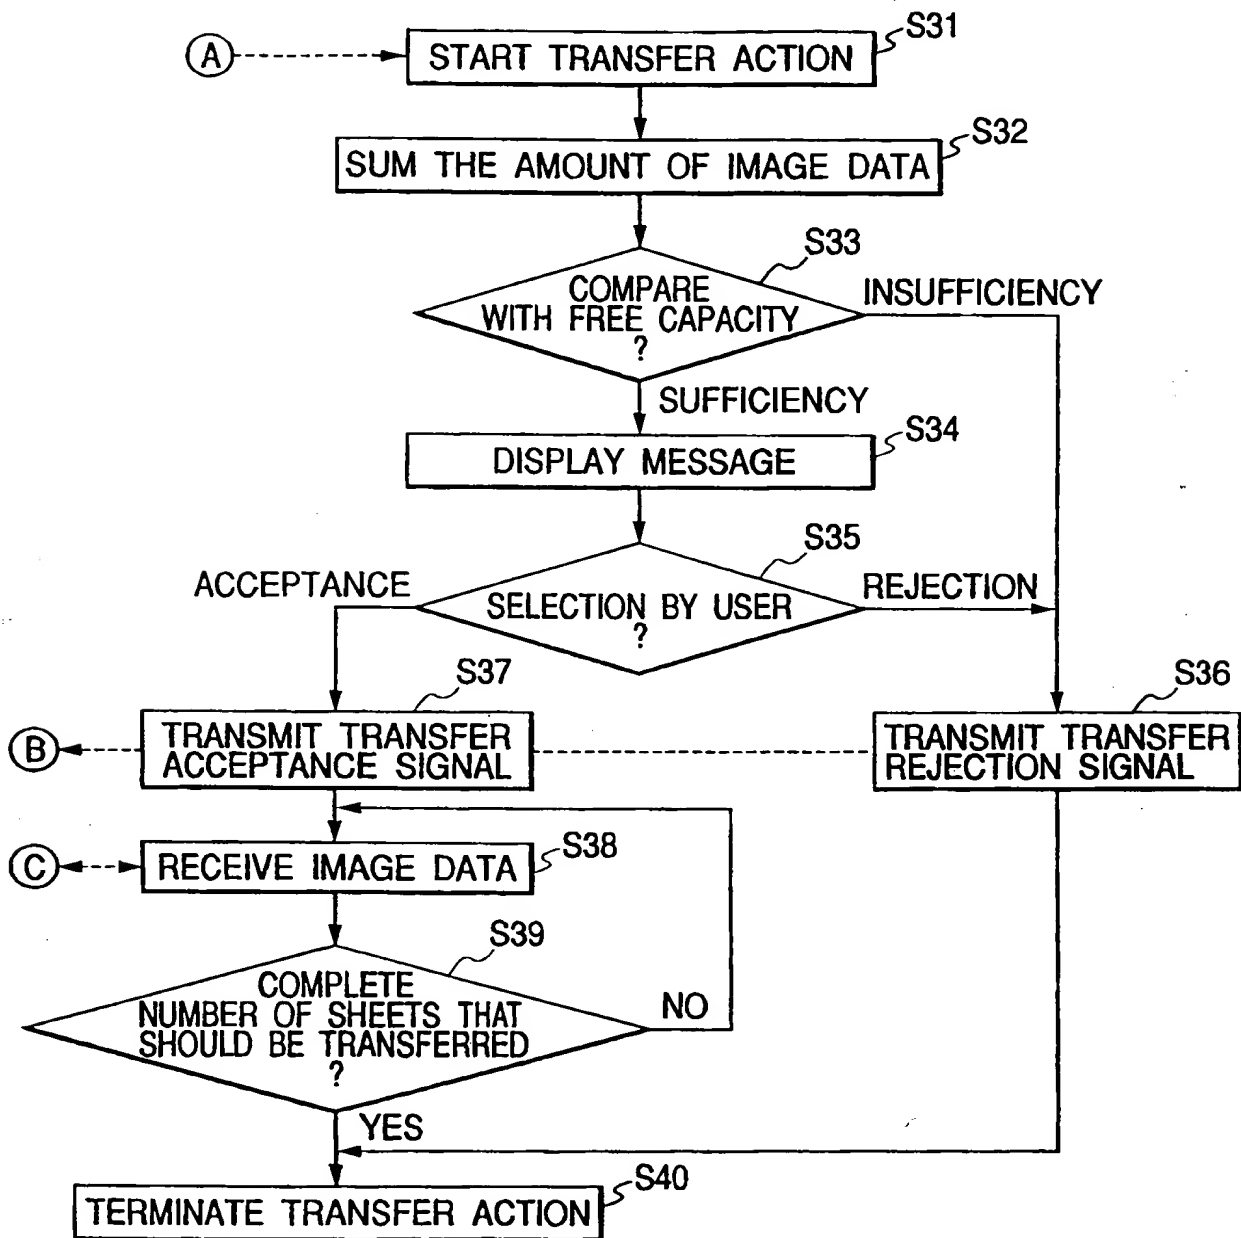 S31
A
START TRANSFER ACTION
S32
SUM THE AMOUNT OF IMAGE DATA
S33
COMPARE
WITH FREE CAPACITY
?
INSUFFICIENCY
SUFFICIENCY
S34
DISPLAY MESSAGE
S35
ACCEPTANCE
SELECTION BY USER
?
REJECTION
S37
S36
B
TRANSMIT TRANSFER
ACCEPTANCE SIGNAL
TRANSMIT TRANSFER
REJECTION SIGNAL
C
RECEIVE IMAGE DATA
S38
S39
COMPLETE
NUMBER OF SHEETS THAT
SHOULD BE TRANSFERRED
?
NO
YES
S40
TERMINATE TRANSFER ACTION